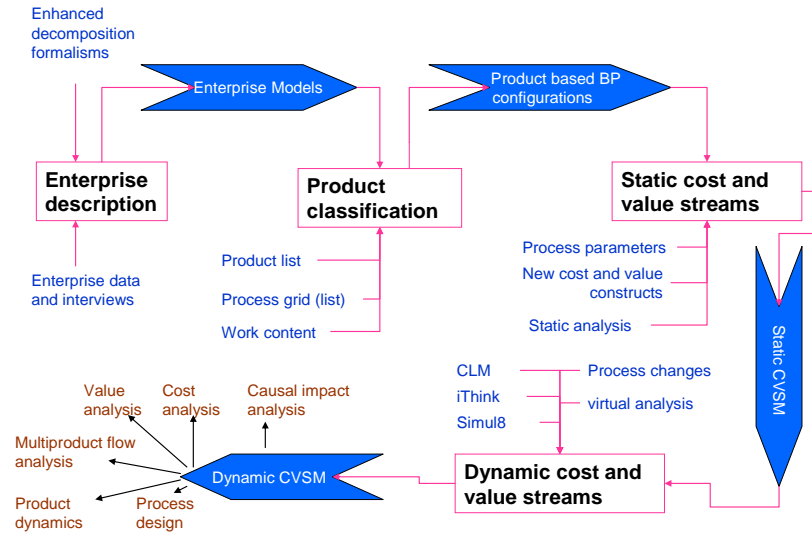 Enhanced
decomposition
formalisms
Enterprise Models
Product based BP
configurations
Enterprise
description
Product
classification
Static cost and
value streams
Enterprise data
and interviews
Product list
Process grid (list)
Work content
Process parameters
New cost and value
constructs
Static analysis
Static CVSM
CLM
iThink
Simul8
Process changes
virtual analysis
Dynamic cost and
value streams
Dynamic CVSM
Value
analysis
Cost
analysis
Causal impact
analysis
Multiproduct flow
analysis
Product
dynamics
Process
design